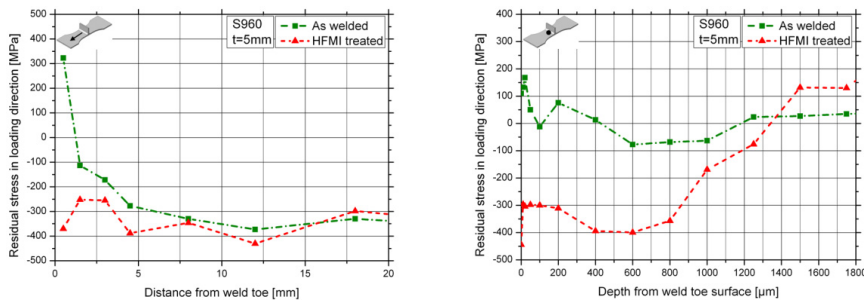 500
400
300
200
100
0
-100
-200
-300
-400
-500
Residual stress in loading direction [MPa]
S960
t=5mm
As welded
HFMI treated
0 5 10 15 20
Distance from weld toe [mm]
500
400
300
200
100
0
-100
-200
-300
-400
-500
Residual stress in loading direction [MPa]
S960
t=5mm
As welded
HFMI treated
0 200 400 600 800 1000 1200 1400 1600 1800
Depth from weld toe surface [µm]